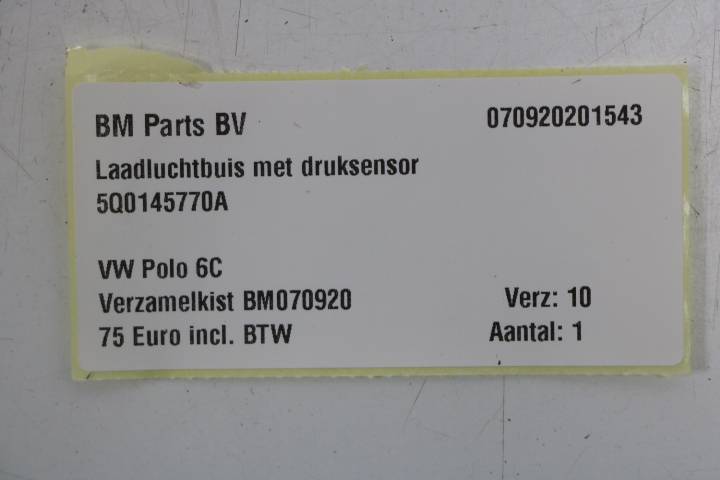 BM Parts BV 070920201543
Laadluchtbuis met druksensor
5Q0145770A
VW Polo 6C
Verzamelkist BM070920 Verz: 10
75 Euro incl. BTW Aantal: 1